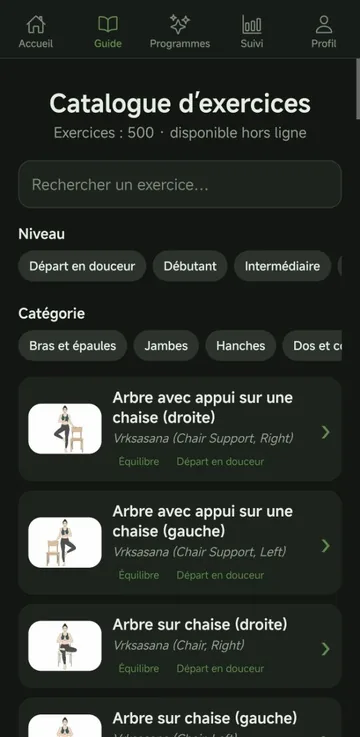 Accueil
Guide
Programmes
Suivi
Profil
Catalogue d’exercices
Exercices : 500 · disponible hors ligne
Rechercher un exercice…
Niveau
Départ en douceur
Débutant
Intermédiaire
Catégorie
Bras et épaules
Jambes
Hanches
Dos et
Arbre avec appui sur une
chaise (droite)
Vrksasana (Chair Support, Right)
Équilibre
Départ en douceur
Arbre avec appui sur une
chaise (gauche)
Vrksasana (Chair Support, Left)
Équilibre
Départ en douceur
Arbre sur chaise (droite)
Vrksasana (Chair, Right)
Équilibre
Départ en douceur
Arbre sur chaise (gauche)